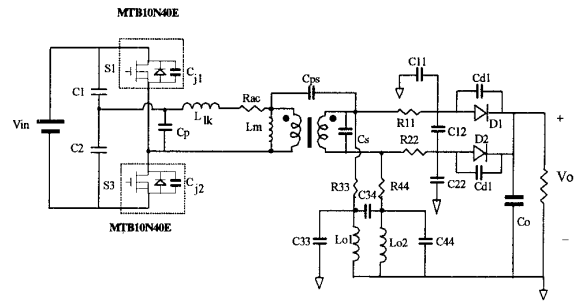 MTB10N40E
S1
Cj1
C1
Vin
C2
S3
Cj2
MTB10N40E
Cp
Llk
Rac
Lm
Cps
Cs
C11
R11
C12
Cd1
D1
R22
D2
C22
Cd1
R33
C34
R44
C33
Lo1
Lo2
C44
Co
+
Vo
−